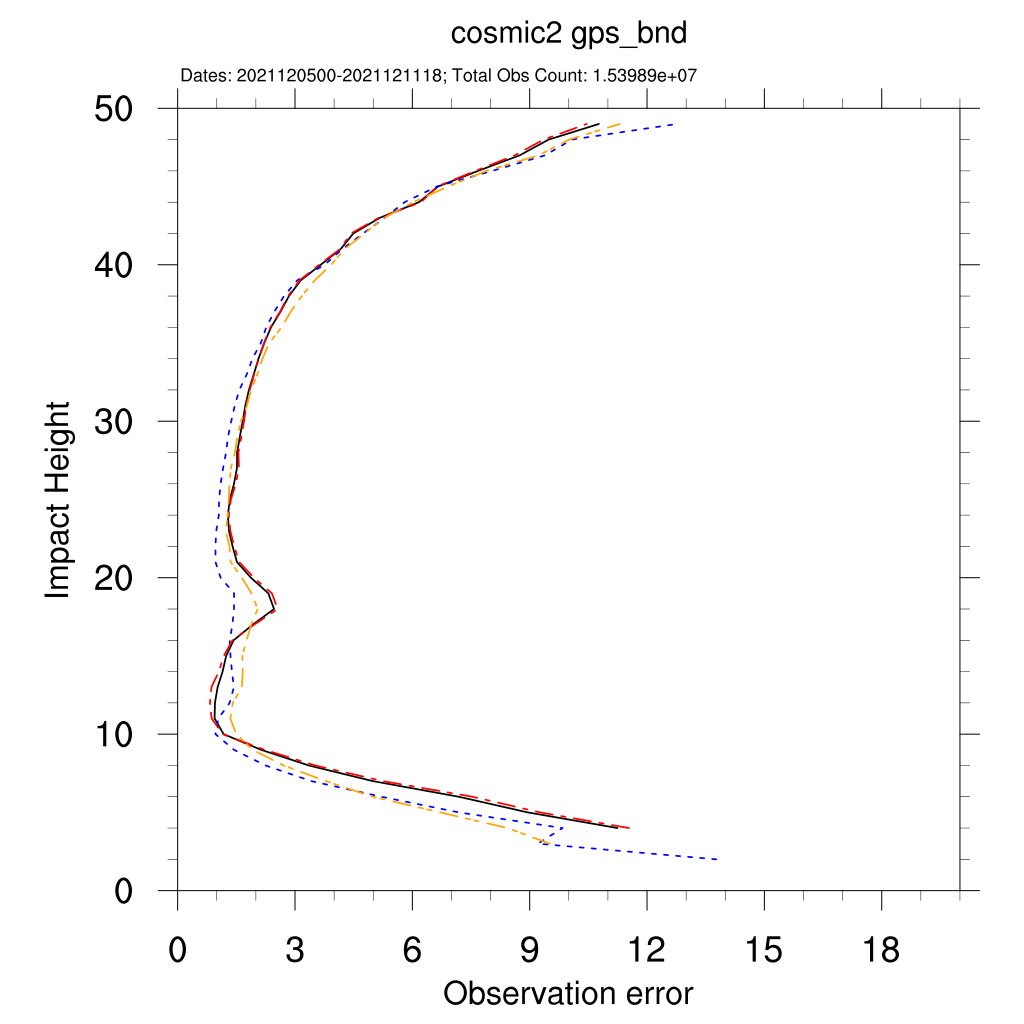 cosmic2 gps_bnd
Dates: 2021120500-2021121118; Total Obs Count: 1.53989e+07
50
40
30
20
10
0
Impact Height
0 3 6 9 12 15 18
Observation error